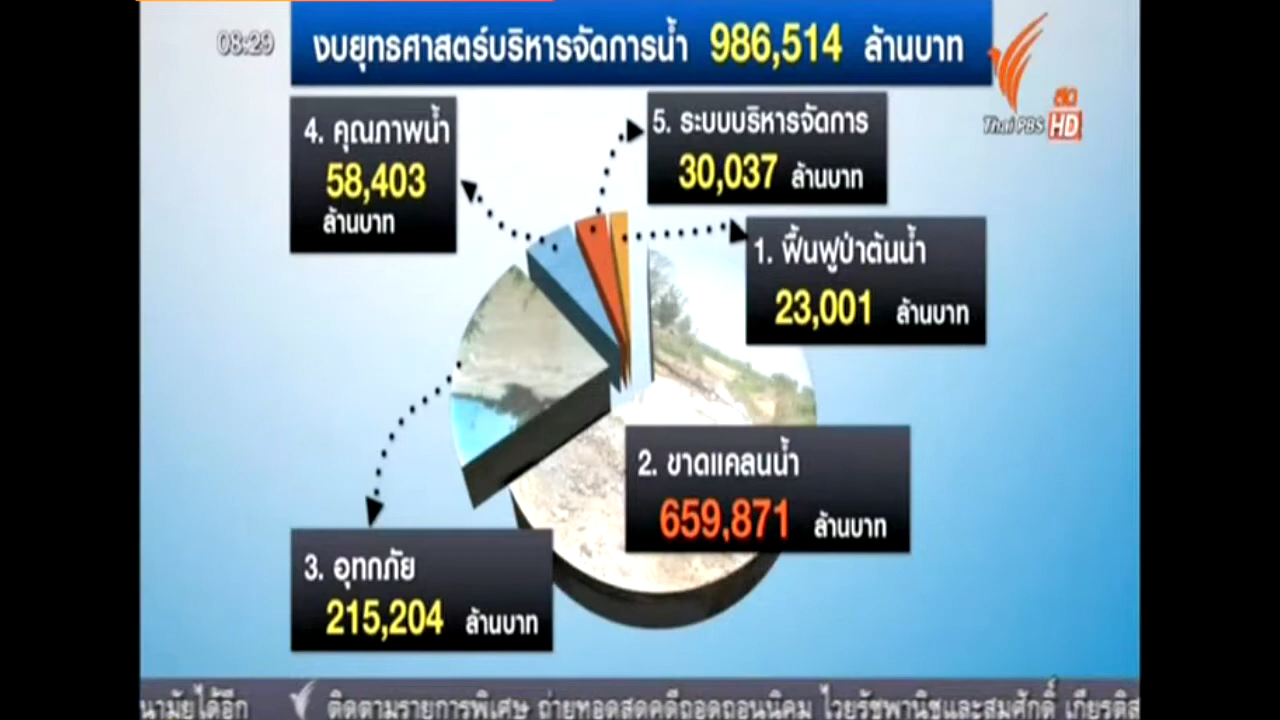 08:29
งบยุทธศาสตร์บริหารจัดการน้ำ 986,514 ล้านบาท
สด
Thai PBS HD
4. คุณภาพน้ำ
58,403
ล้านบาท
5. ระบบบริหารจัดการ
30,037 ล้านบาท
1. ฟื้นฟูป่าต้นน้ำ
23,001 ล้านบาท
2. ขาดแคลนน้ำ
659,871 ล้านบาท
3. อุทกภัย
215,204 ล้านบาท
นามัยได้อีก ติดตามรายการพิเศษ ถ่ายทอดสดคดีถอดถอนนิคม ไวยรัชพานิชและสมศักดิ์ เกียรติส